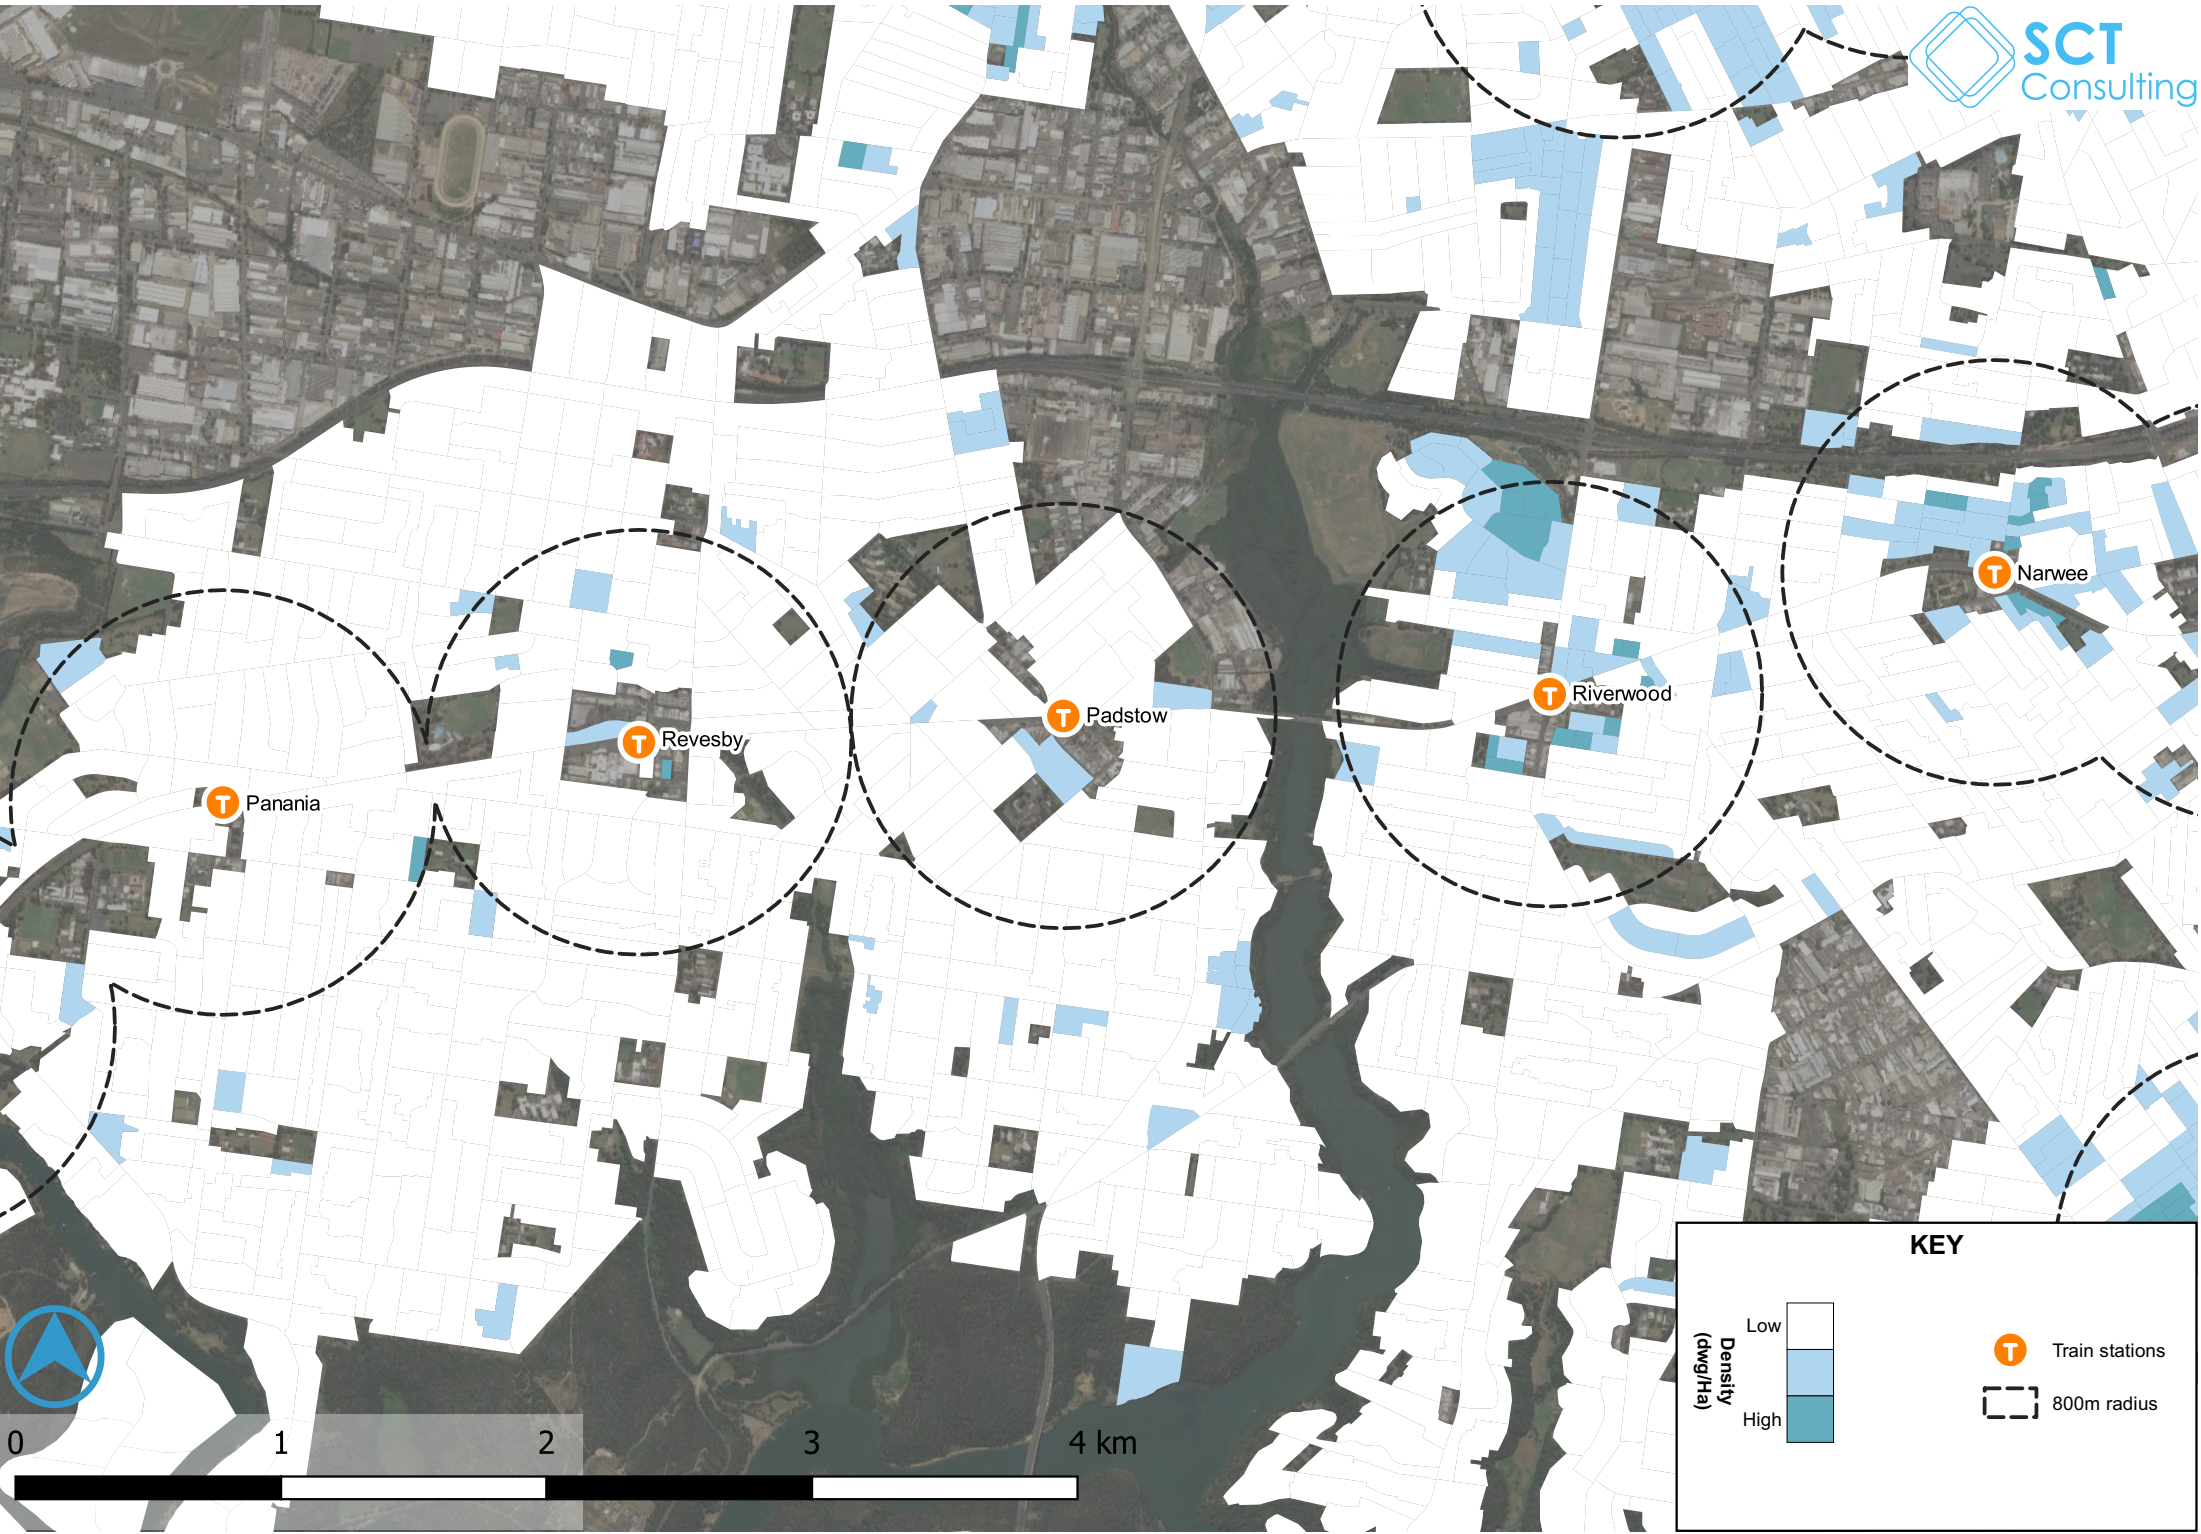 SCT
Consulting
Narwee
Riverwood
Padstow
Revesby
Panania
KEY
Low
High
Density
(dwg/Ha)
T Train stations
800m radius
0 1 2 3 4 km